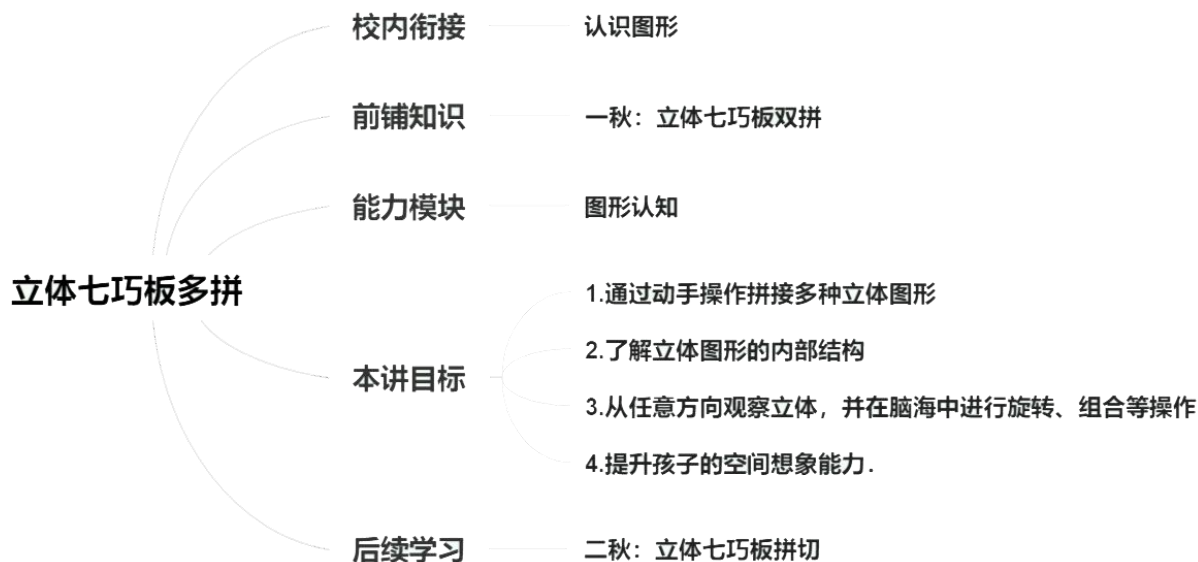 校内衔接
认识图形
前铺知识
一秋：立体七巧板双拼
能力模块
图形认知
立体七巧板多拼
本讲目标
1.通过动手操作拼接多种立体图形
2.了解立体图形的内部结构
3.从任意方向观察立体，并在脑海中进行旋转、组合等操作
4.提升孩子的空间想象能力.
后续学习
二秋：立体七巧板拼切